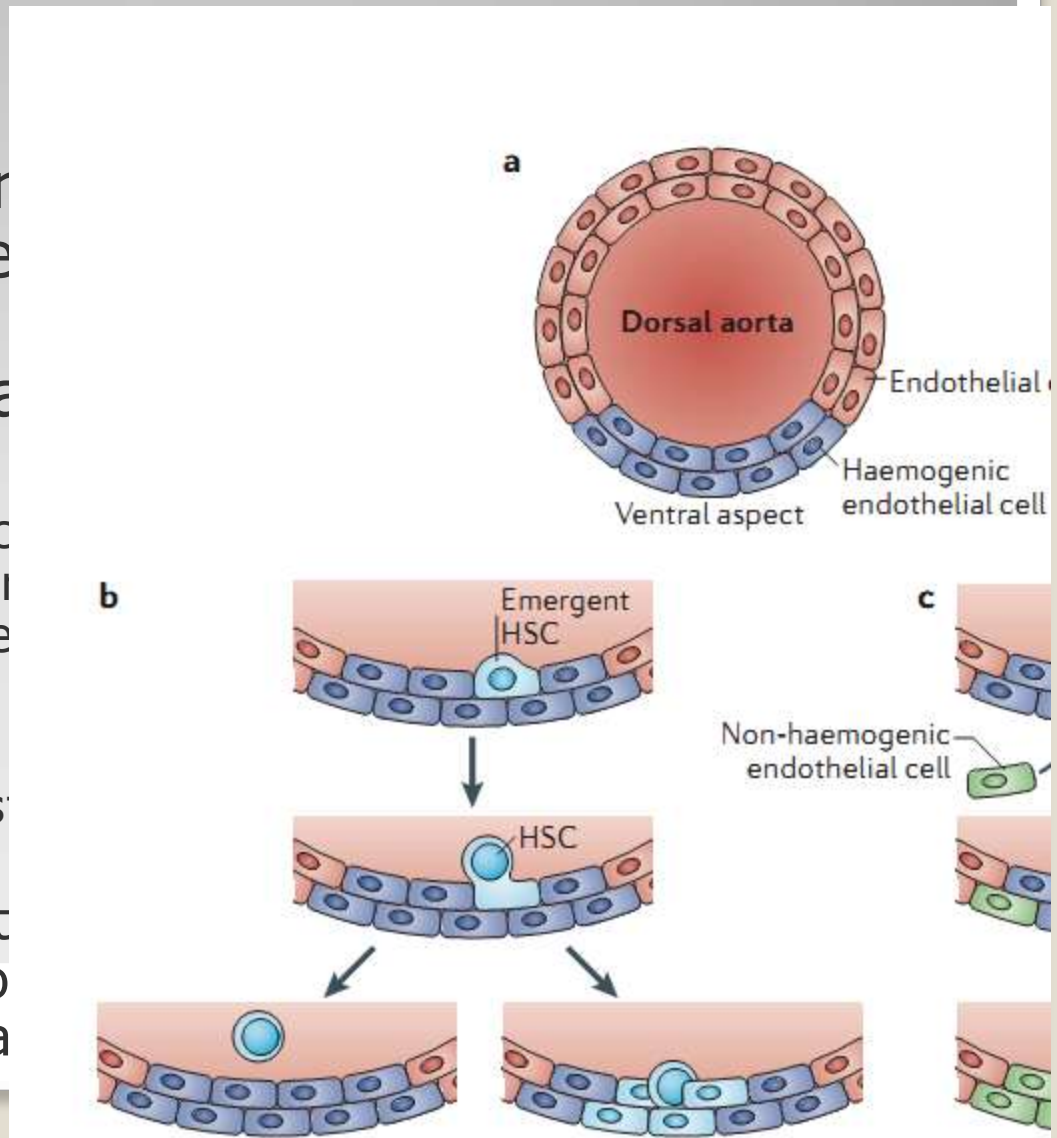 a
Dorsal aorta
Endothelial
Haemogenic
endothelial cell
Ventral aspect
b
Emergent
HSC
c
Non-haemogenic
endothelial cell
HSC